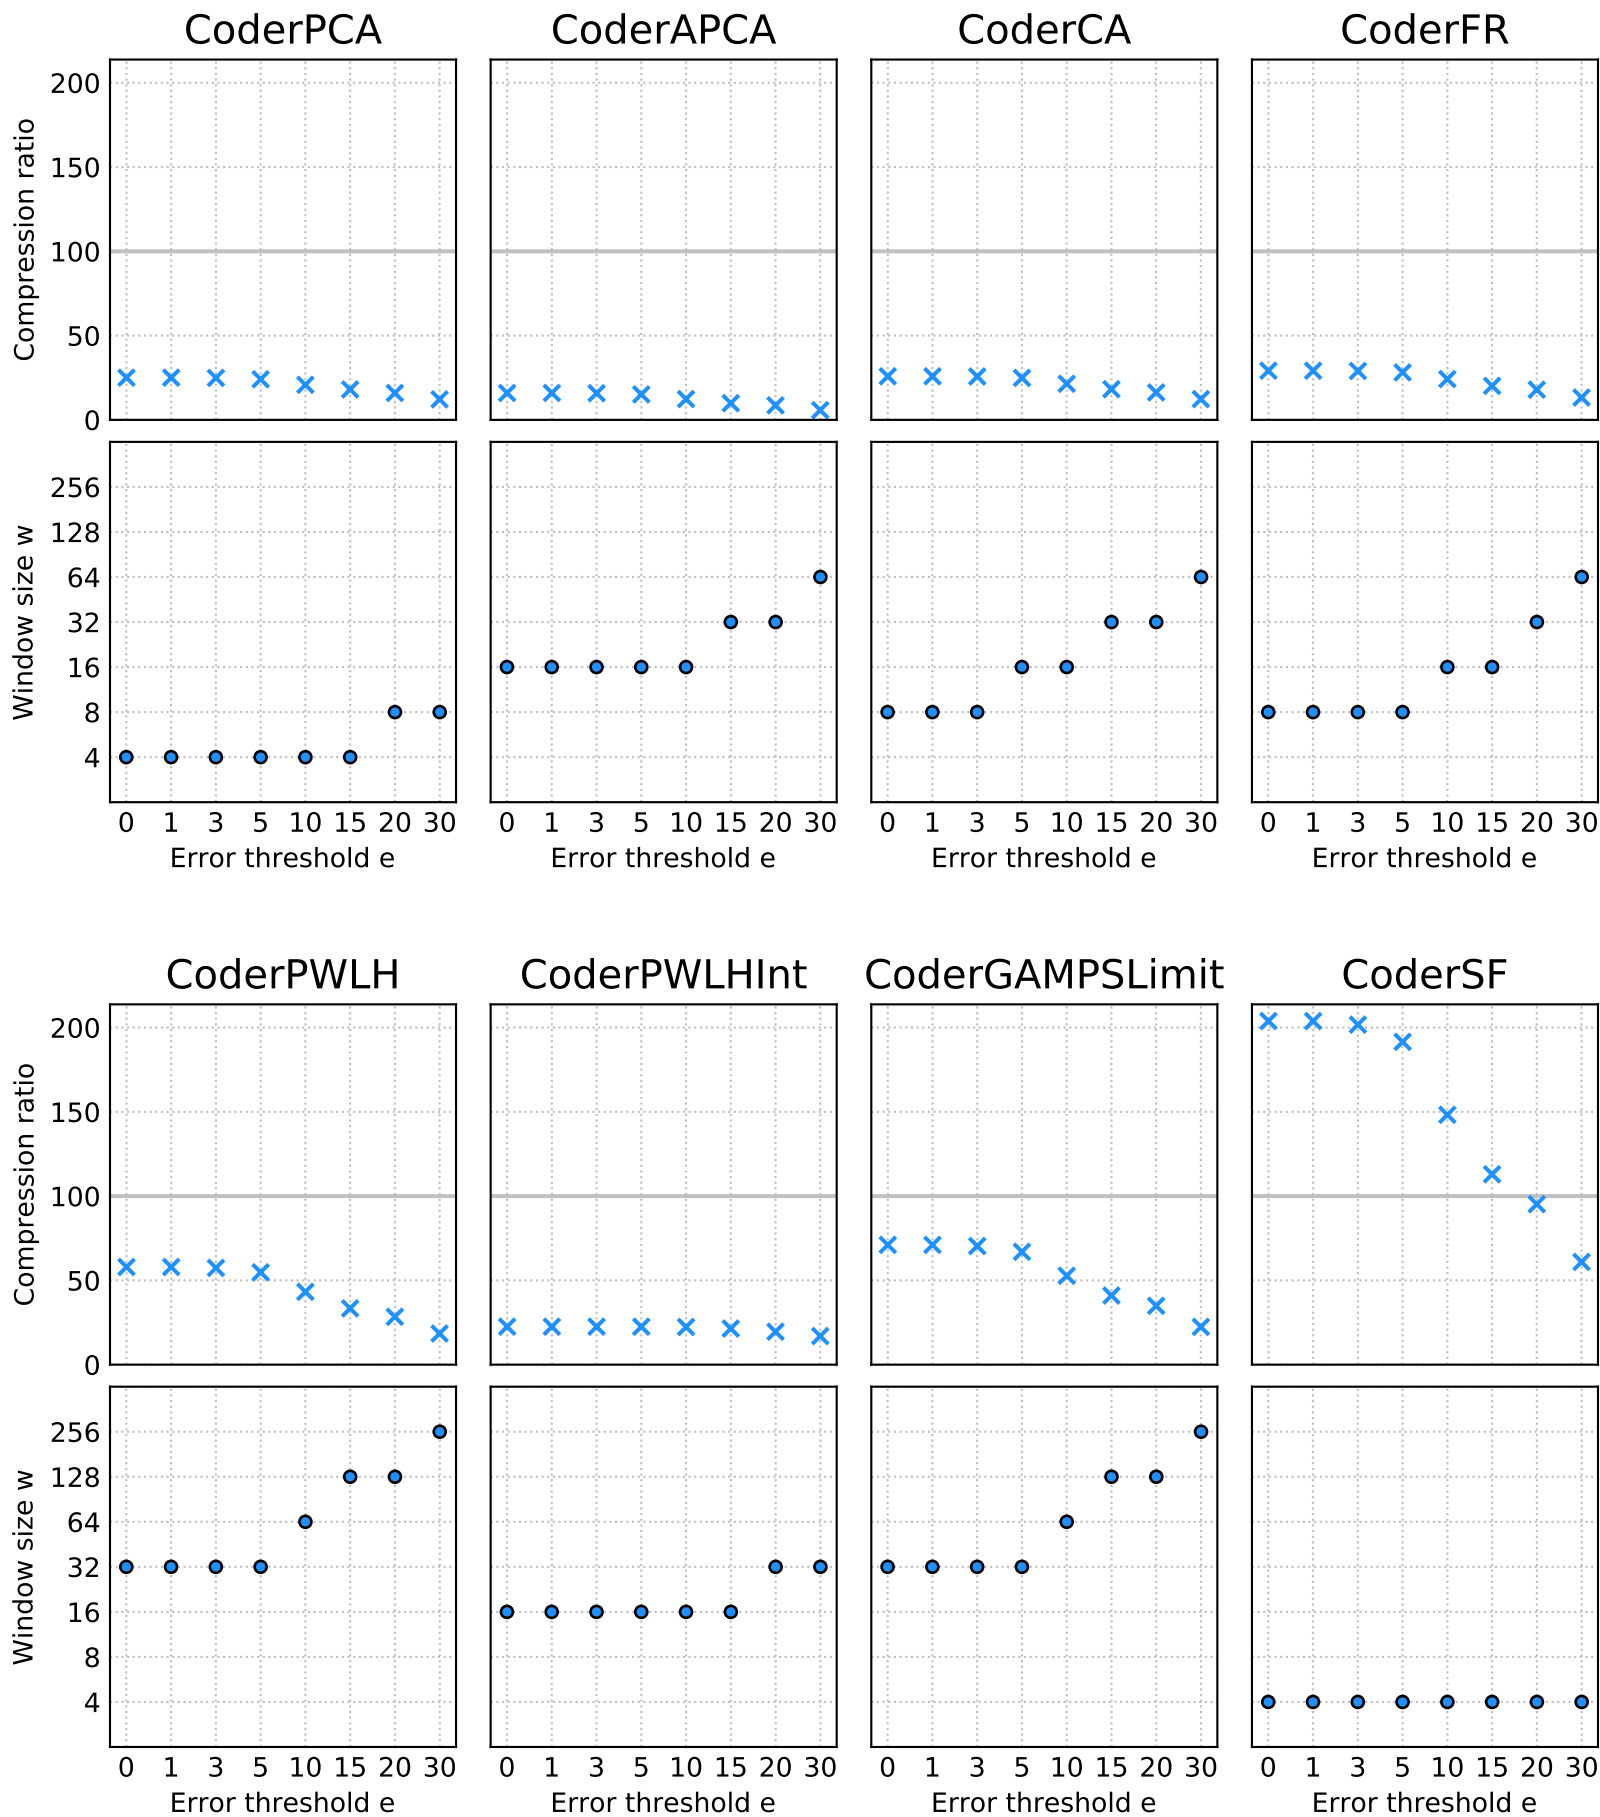 CoderPCA CoderAPCA CoderCA CoderFR
Compression ratio
200
150
100
50
0
Window size w
256
128
64
32
16
8
4
0 1 3 5 10 15 20 30 0 1 3 5 10 15 20 30 0 1 3 5 10 15 20 30 0 1 3 5 10 15 20 30
Error threshold e Error threshold e Error threshold e Error threshold e
CoderPWLH CoderPWLHInt CoderGAMPSLimit CoderSF
Compression ratio
200
150
100
50
0
Window size w
256
128
64
32
16
8
4
0 1 3 5 10 15 20 30 0 1 3 5 10 15 20 30 0 1 3 5 10 15 20 30 0 1 3 5 10 15 20 30
Error threshold e Error threshold e Error threshold e Error threshold e